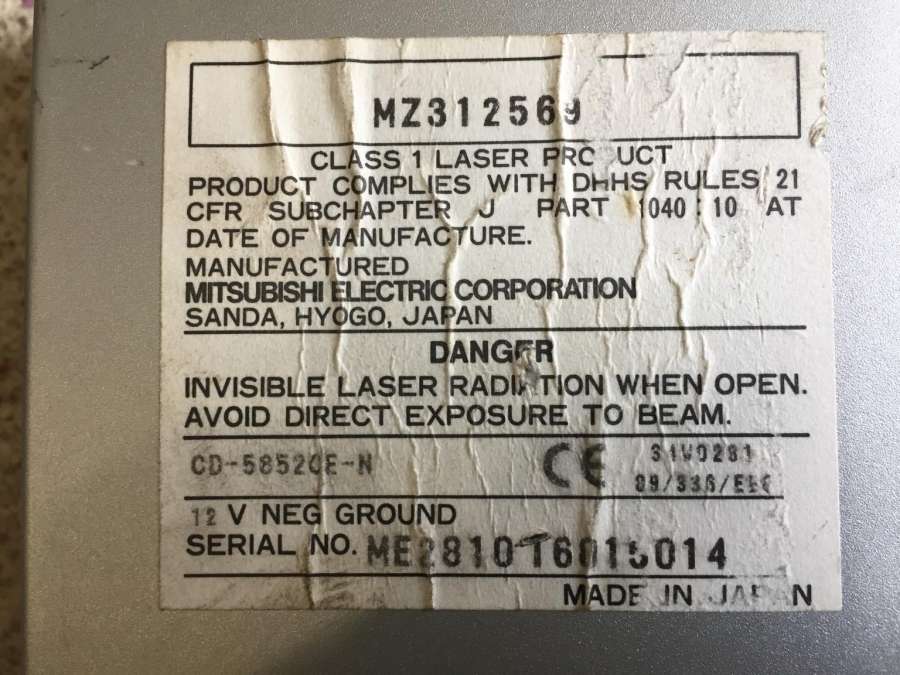 MZ312569
CLASS 1 LASER PRODUCT
PRODUCT COMPLIES WITH DHHS RULES 21
CFR SUBCHAPTER J PART 1040 : 10 AT
DATE OF MANUFACTURE.
MANUFACTURED
MITSUBISHI ELECTRIC CORPORATION
SANDA, HYOGO, JAPAN
DANGER
INVISIBLE LASER RADIATION WHEN OPEN.
AVOID DIRECT EXPOSURE TO BEAM.
CE
12 V NEG GROUND
SERIAL NO.
MADE IN JAPAN